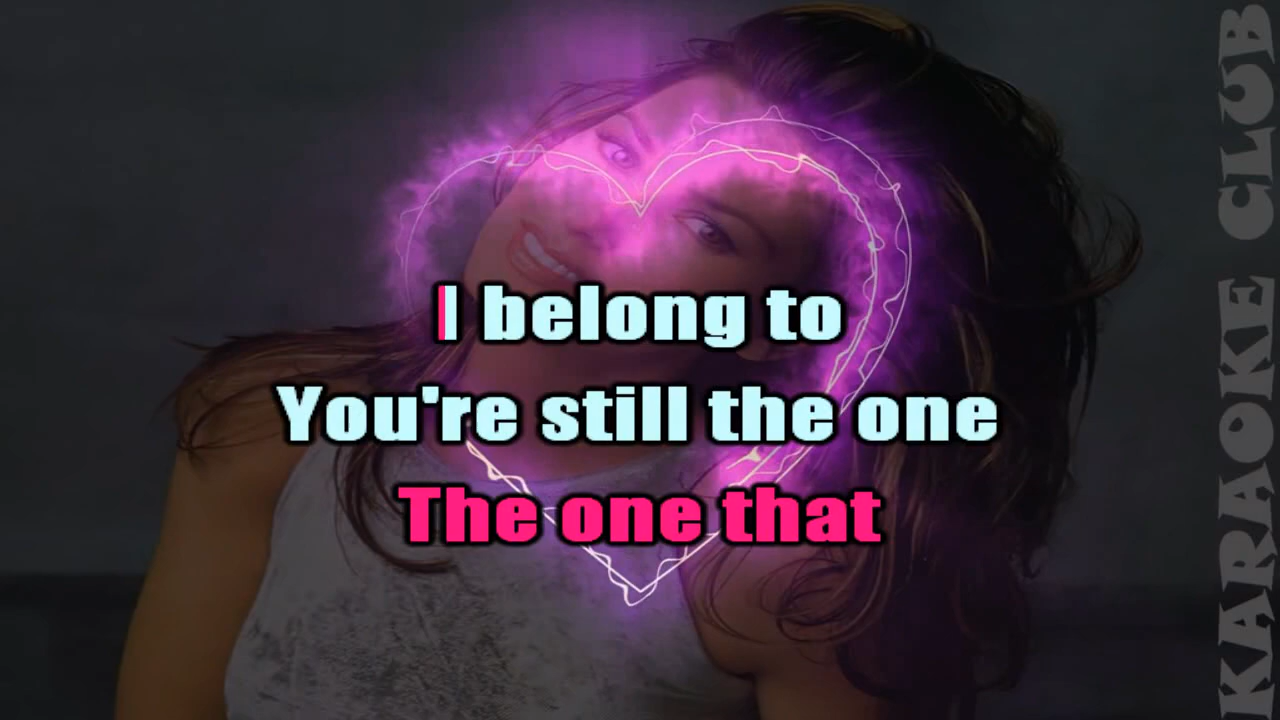 I belong to
You're still the one
The one that
KARAOKE CLUB